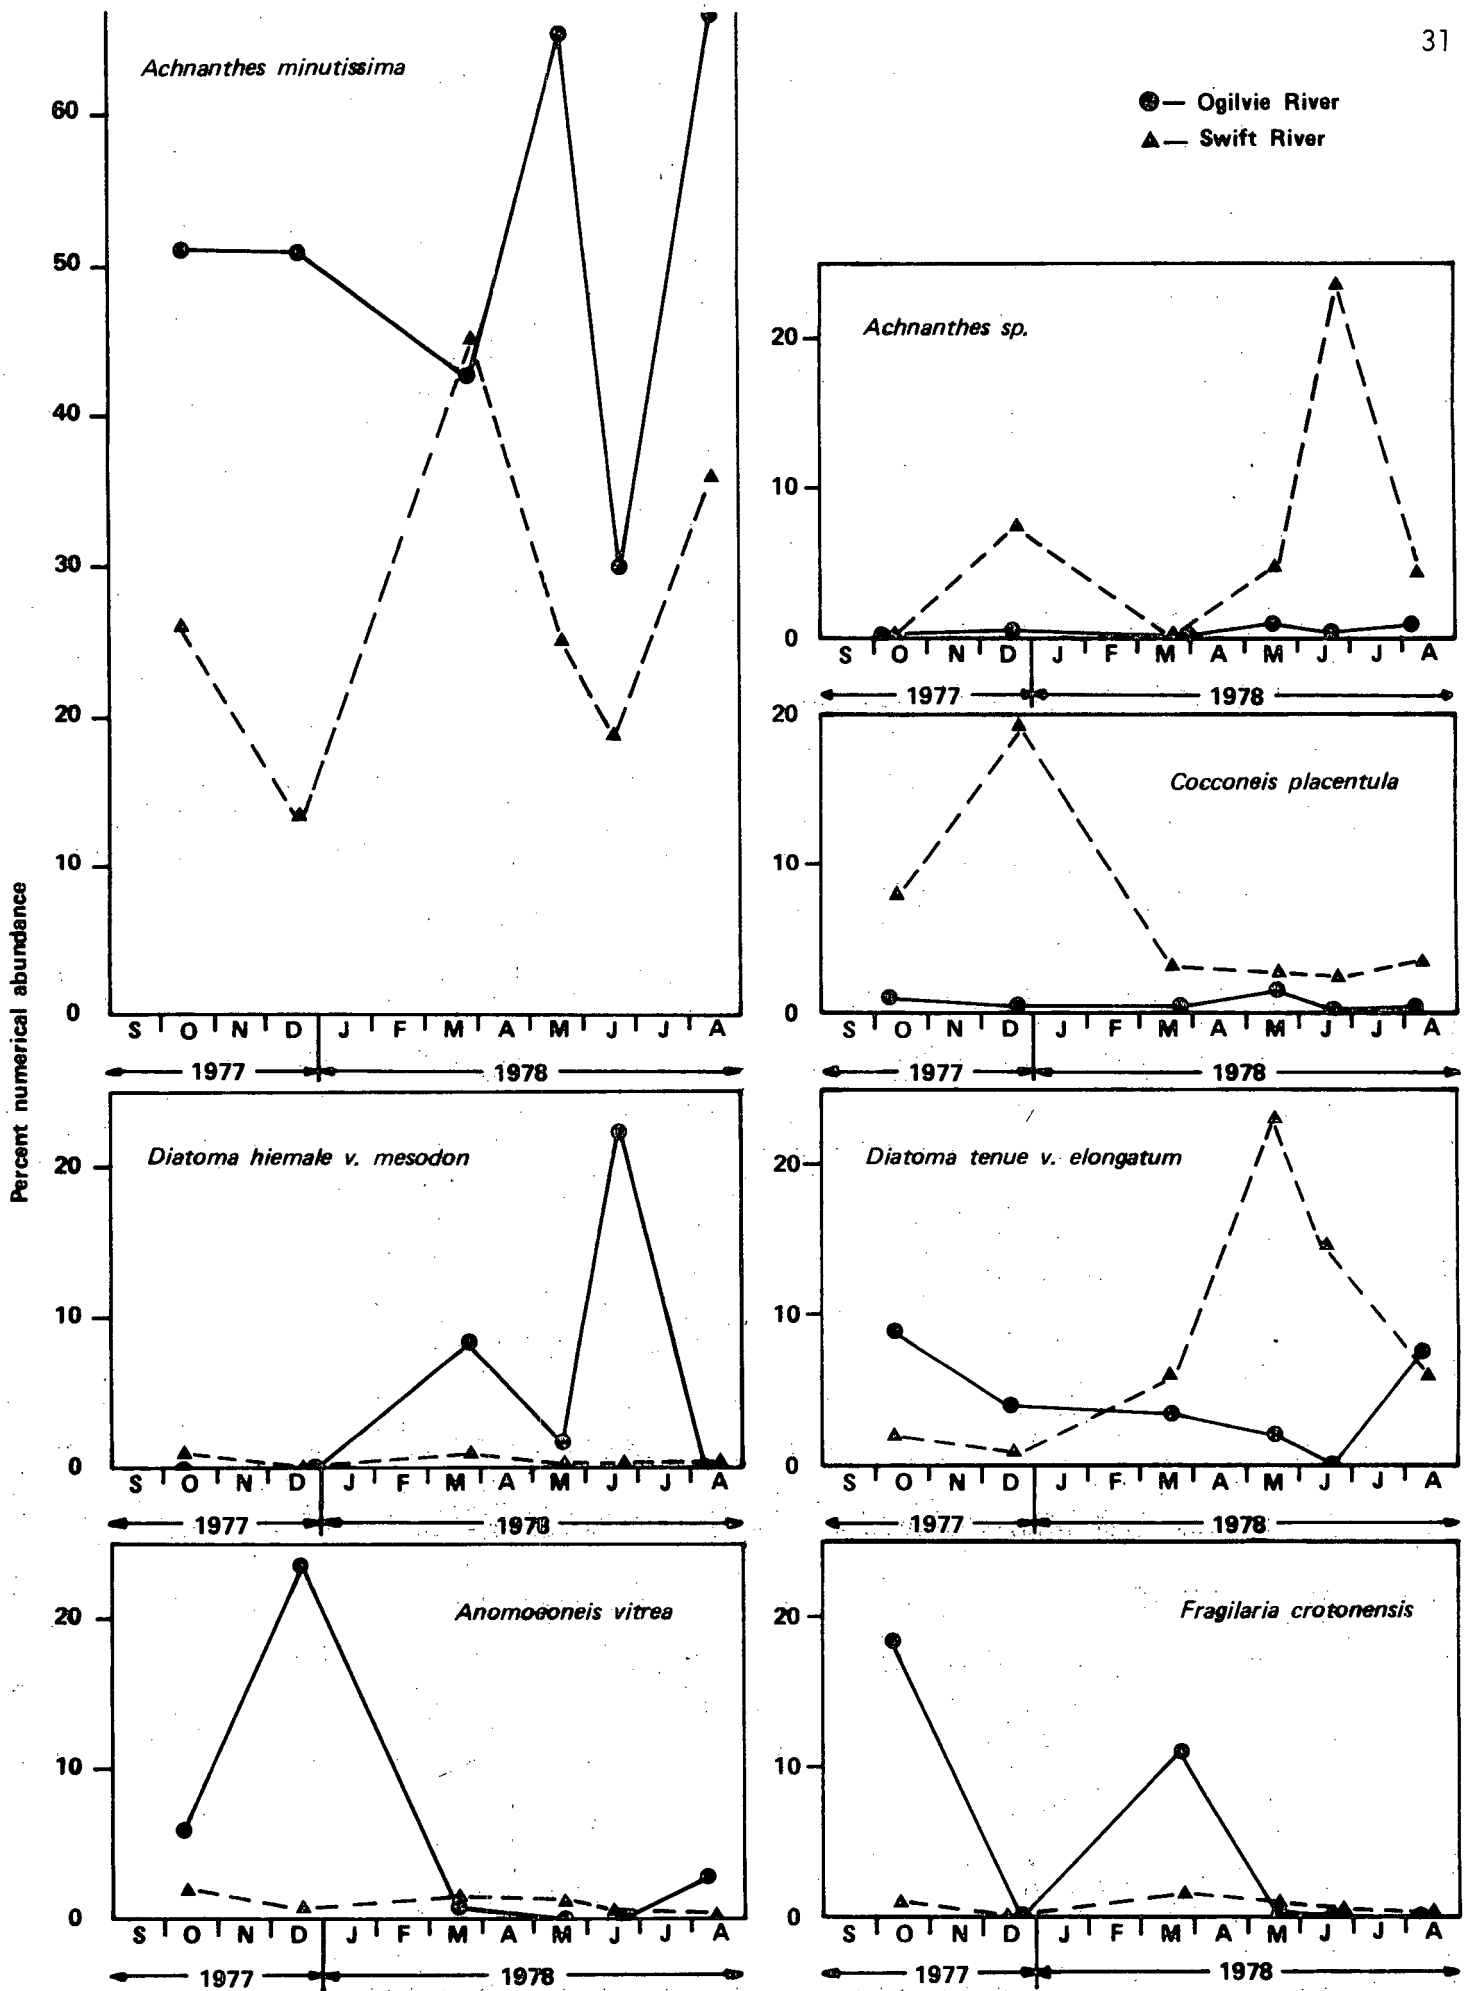 31
●— Ogilvie River
▲— Swift River
Percent numerical abundance
Achnanthes minutissima
60
50
40
30
20
10
0
S O N D J F M A M J J A
1977 1978
Achnanthes sp.
20
10
0
S O N D J F M A M J J A
1977 1978
Cocconeis placentula
20
10
0
S O N D J F M A M J J A
1977 1978
Diatoma hiemale v. mesodon
20
10
0
S O N D J F M A M J J A
1977 1978
Diatoma tenue v. elongatum
20
10
0
S O N D J F M A M J J A
1977 1978
Anomoeoneis vitrea
20
10
0
S O N D J F M A M J J A
1977 1978
Fragilaria crotonensis
20
10
0
S O N D J F M A M J J A
1977 1978